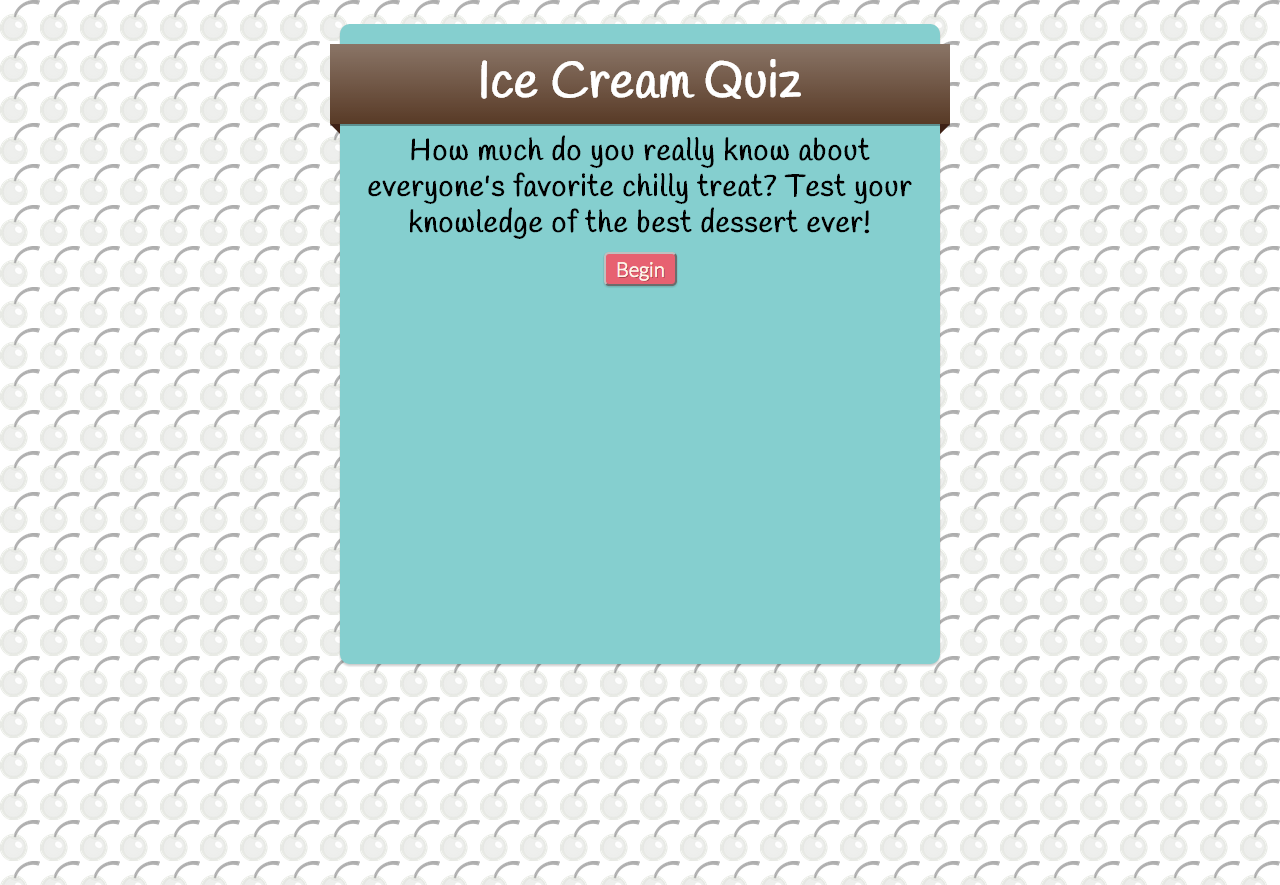 Ice Cream Quiz
How much do you really know about
everyone's favorite chilly treat? Test your
knowledge of the best dessert ever!
Begin